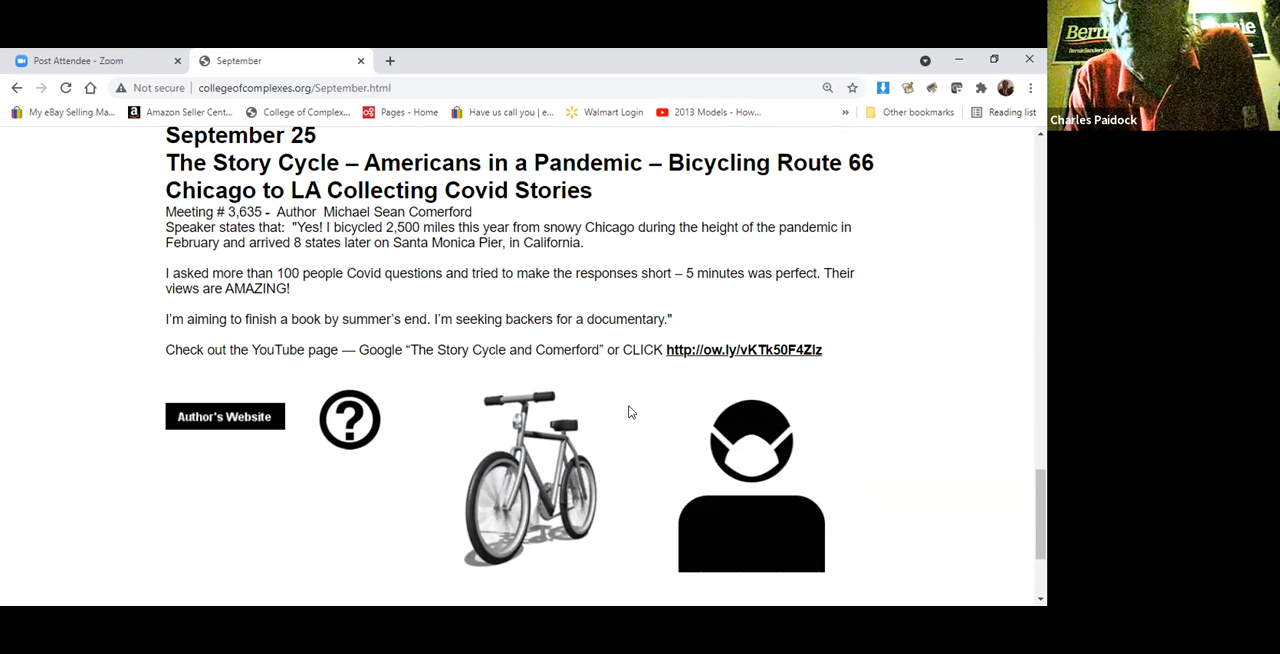 Post Attendee - Zoom
September
Not secure | collegeofcomplexes.org/September.html
My eBay Selling Ma...
Amazon Seller Cent...
College of Complex...
Pages - Home
Have us call you | e...
Walmart Login
2013 Models - How...
»
Other bookmarks
Reading list
September 25
The Story Cycle – Americans in a Pandemic – Bicycling Route 66
Chicago to LA Collecting Covid Stories
Meeting # 3,635 - Author Michael Sean Comerford
Speaker states that: "Yes! I bicycled 2,500 miles this year from snowy Chicago during the height of the pandemic in
February and arrived 8 states later on Santa Monica Pier, in California.
I asked more than 100 people Covid questions and tried to make the responses short – 5 minutes was perfect. Their
views are AMAZING!
I'm aiming to finish a book by summer's end. I'm seeking backers for a documentary."
Check out the YouTube page — Google “The Story Cycle and Comerford” or CLICK http://ow.ly/vKTk50F4Zlz
Author's Website
?
Bernie
BernieSanders.com
Charles Paidock